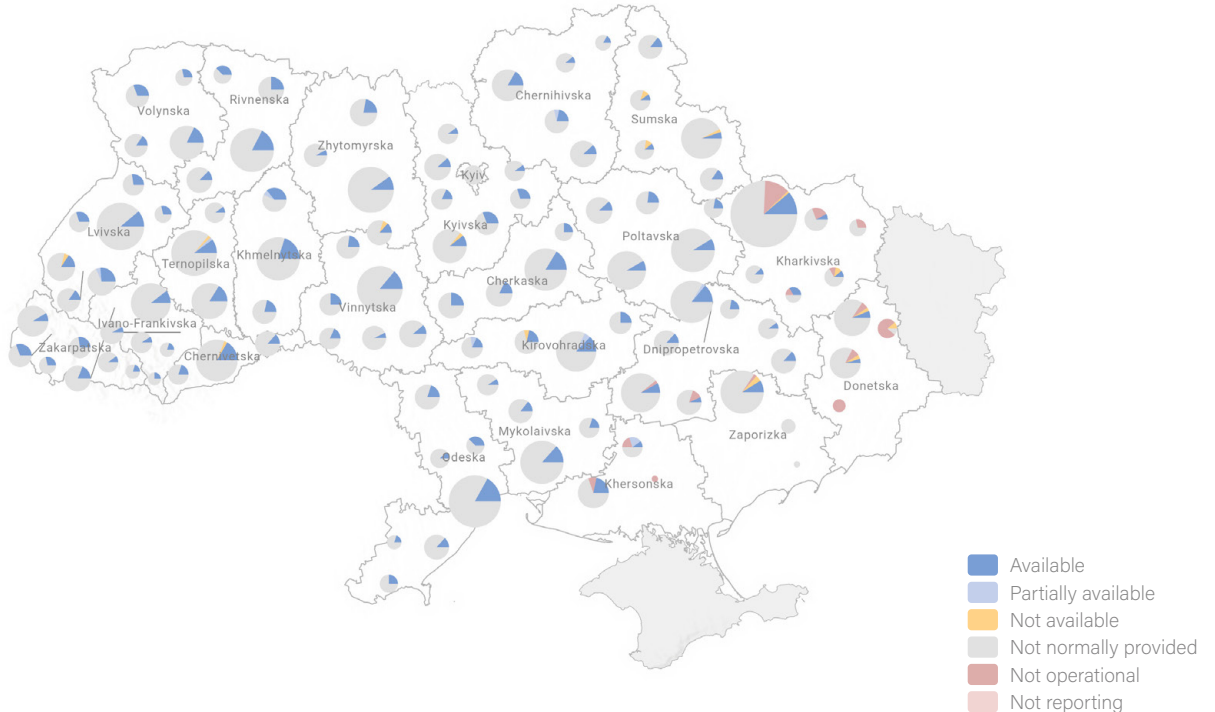 Chernihivska
Volynska
Rivnenska
Sumska
Zhytomyrska
Kyiv
Lvivska
Kyivska
Poltavska
Khmelnytska
Ternopilska
Kharkivska
Cherkaska
Vinnytska
Ivano-Frankivska
Kirovohradska
Dnipropetrovska
Zakarpatska
Chernivetska
Donetska
Mykolaivska
Zaporizka
Odeska
Khersonska
Available
Partially available
Not available
Not normally provided
Not operational
Not reporting